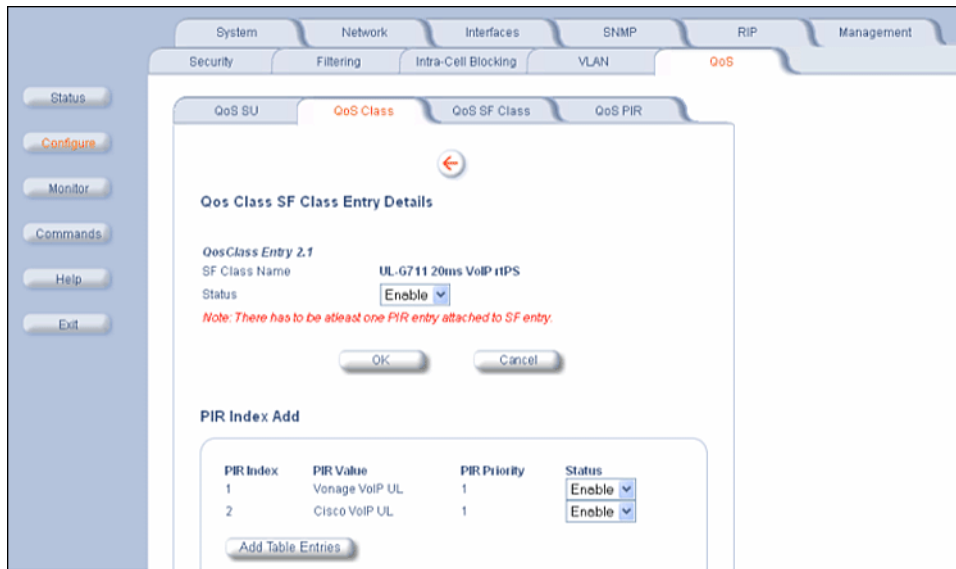 System Network Interfaces SNMP RIP Management
Security Filtering Intra-Cell Blocking VLAN QoS
Status
QoS SU QoS Class QoS SF Class QoS PIR
Configure
Monitor
Qos Class SF Class Entry Details
Commands
QosClass Entry 2.1
SF Class Name UL-G711 20ms VoIP rtPS
Help
Status Enable
Note: There has to be atleast one PIR entry attached to SF entry.
Exit
OK Cancel
PIR Index Add
PIR Index PIR Value PIR Priority Status
1 Vonage VoIP UL 1 Enable
2 Cisco VoIP UL 1 Enable
Add Table Entries